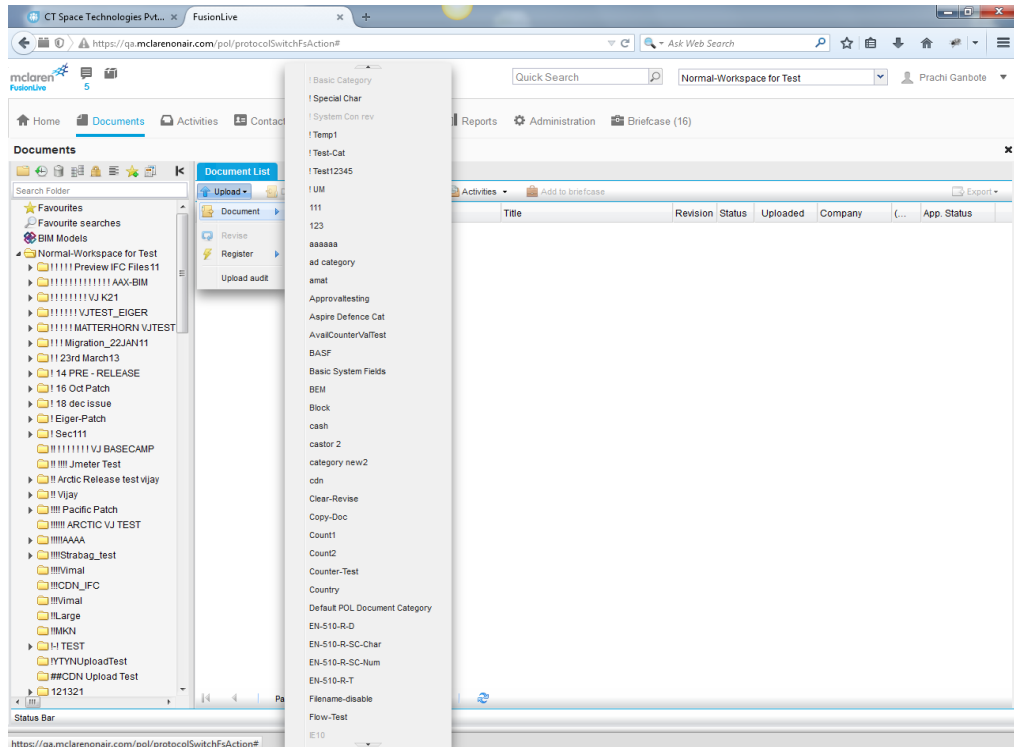 CT Space Technologies Pvt... ×
FusionLive ×
https://qa.mclarenonair.com/pol/protocolSwitchFsAction#
Ask Web Search
mclaren
FusionLive
5
Quick Search
Normal-Workspace for Test
Prachi Ganbote
Home
Documents
Activities
Contact
Reports
Administration
Briefcase (16)
Documents
Document List
Search Folder
Upload
Activities
Add to briefcase
Export
Title
Revision
Status
Uploaded
Company
(...
App. Status
Favourites
Favourite searches
BIM Models
Normal-Workspace for Test
! ! ! ! ! Preview IFC Files11
! ! ! ! ! ! ! ! ! ! ! ! ! AAX-BIM
! ! ! ! ! ! ! ! VJ K21
! ! ! ! ! ! VJTEST_EIGER
! ! ! ! ! MATTERHORN VJTEST
! ! ! Migration_22JAN11
! ! 23rd March13
! 14 PRE - RELEASE
! 16 Oct Patch
! 18 dec issue
! Eiger-Patch
! Sec111
!! ! ! ! ! ! ! VJ BASECAMP
!! !!!! Jmeter Test
!! Arctic Release test vijay
!! Vijay
!!!! Pacific Patch
!!!!!! ARCTIC VJ TEST
!!!!!AAAA
!!!!Strabag_test
!!!!Vimal
!!!CDN_IFC
!!!Vimal
!!Large
!!MKN
!-! TEST
!YTYNUploadTest
##CDN Upload Test
121321
Document
Revise
Register
Upload audit
! Basic Category
! Special Char
! System Con rev
! Temp1
! Test-Cat
! Test12345
! UM
111
123
aaaaaa
ad category
amat
Approvaltesting
Aspire Defence Cat
AvailCounterValTest
BASF
Basic System Fields
BEM
Block
cash
castor 2
category new2
cdn
Clear-Revise
Copy-Doc
Count1
Count2
Counter-Test
Country
Default POL Document Category
EN-510-R-D
EN-510-R-SC-Char
EN-510-R-SC-Num
EN-510-R-T
Filename-disable
Flow-Test
IE10
Pa
Status Bar
https://qa.mclarenonair.com/pol/protocolSwitchFsAction#